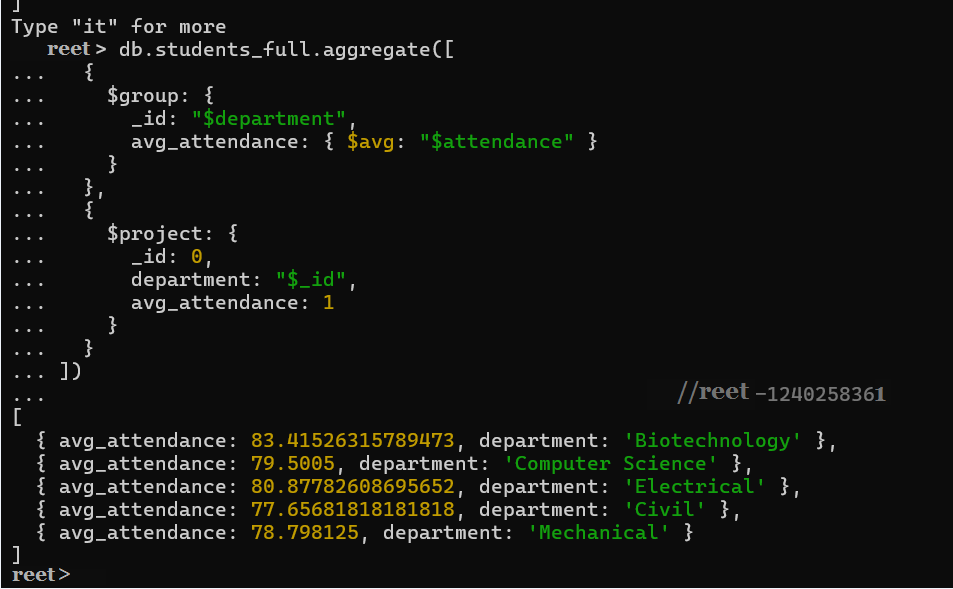 ]
Type "it" for more
reet> db.students_full.aggregate([
...   {
...     $group: {
...       _id: "$department",
...       avg_attendance: { $avg: "$attendance" }
...     }
...   },
...   {
...     $project: {
...       _id: 0,
...       department: "$_id",
...       avg_attendance: 1
...     }
...   }
... ])
...
//reet -1240258361
[
  { avg_attendance: 83.41526315789473, department: 'Biotechnology' },
  { avg_attendance: 79.5005, department: 'Computer Science' },
  { avg_attendance: 80.87782608695652, department: 'Electrical' },
  { avg_attendance: 77.65681818181818, department: 'Civil' },
  { avg_attendance: 78.798125, department: 'Mechanical' }
]
reet>